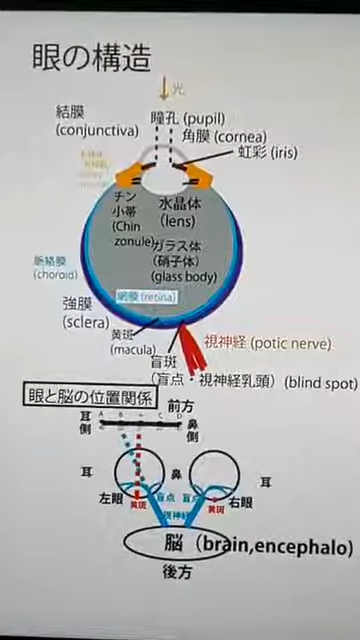 眼の構造
光
結膜
(conjunctiva)
瞳孔 (pupil)
角膜 (cornea)
虹彩 (iris)
チン
小帯
(Chin
zonule)
水晶体
(lens)
ガラス体
(硝子体)
(glass body)
脈絡膜
(choroid)
網膜 (retina)
強膜
(sclera)
黄斑
(macula)
視神経 (potic nerve)
盲斑
(盲点・視神経乳頭) (blind spot)
眼と脳の位置関係
前方
耳側
鼻側
A B C D
耳
鼻
耳
左眼
盲点
盲点
右眼
黄斑
視神経
黄斑
脳 (brain,encephalo)
後方